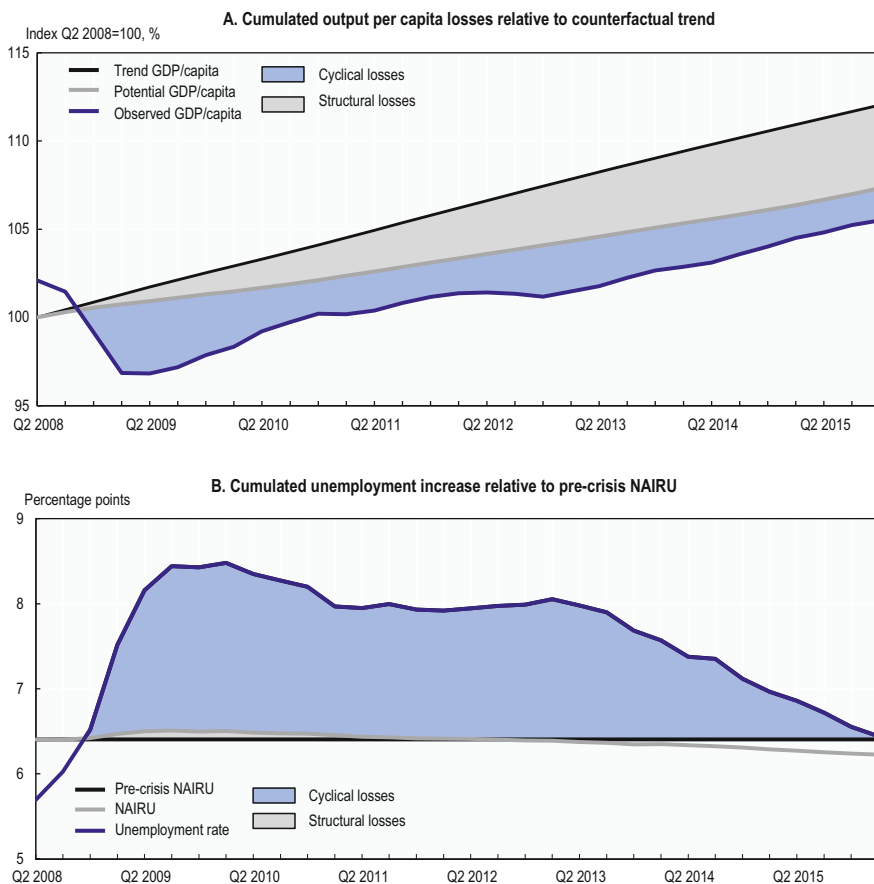 A. Cumulated output per capita losses relative to counterfactual trend
Index Q2 2008=100, %
115
Trend GDP/capita
Potential GDP/capita
Observed GDP/capita
Cyclical losses
Structural losses
110
105
100
95
Q2 2008 Q2 2009 Q2 2010 Q2 2011 Q2 2012 Q2 2013 Q2 2014 Q2 2015
B. Cumulated unemployment increase relative to pre-crisis NAIRU
Percentage points
9
8
7
6
Pre-crisis NAIRU
NAIRU
Unemployment rate
Cyclical losses
Structural losses
5
Q2 2008 Q2 2009 Q2 2010 Q2 2011 Q2 2012 Q2 2013 Q2 2014 Q2 2015